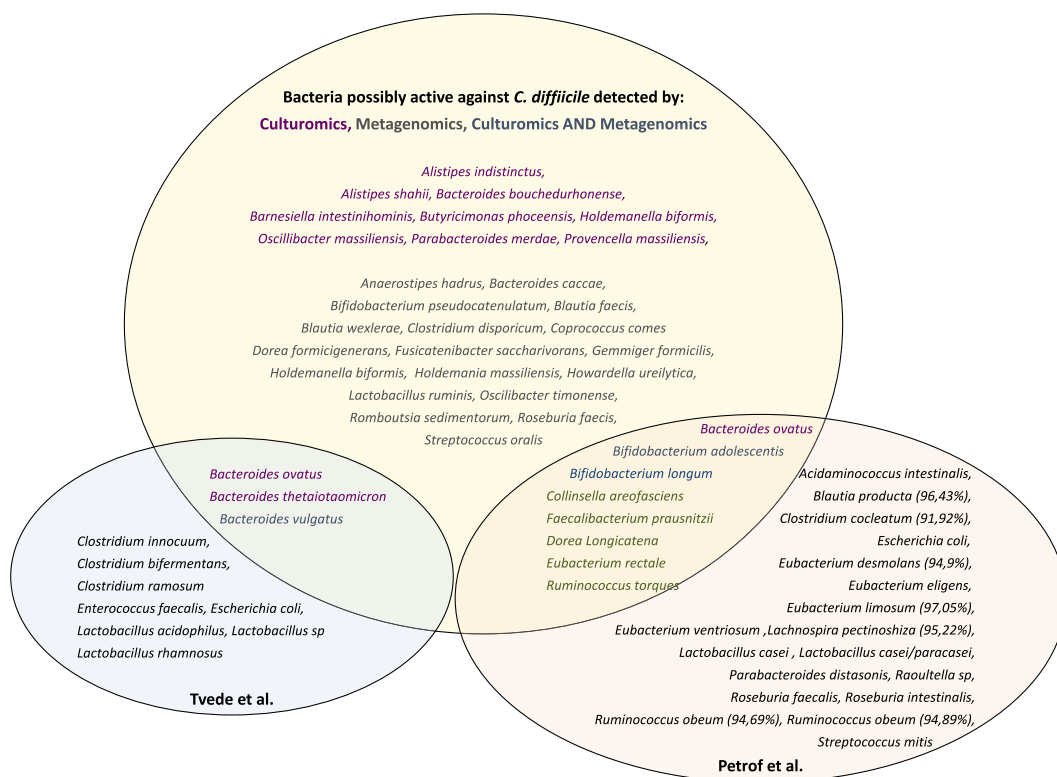 Bacteria possibly active against C. diffiicile detected by:
Culturomics, Metagenomics, Culturomics AND Metagenomics
Alistipes indistinctus,
Alistipes shahii, Bacteroides bouchedurhonense,
Barnesiella intestinihominis, Butyricimonas phoceensis, Holdemanella biformis,
Oscillibacter massiliensis, Parabacteroides merdae, Provencella massiliensis,
Anaerostipes hadrus, Bacteroides caccae,
Bifidobacterium pseudocatenulatum, Blautia faecis,
Blautia wexlerae, Clostridium disporicum, Coprococcus comes
Dorea formicigenerans, Fusicatenibacter saccharivorans, Gemmiger formicilis,
Holdemanella biformis, Holdemania massiliensis, Howardella ureilytica,
Lactobacillus ruminis, Oscilibacter timonense,
Romboutsia sedimentorum, Roseburia faecis,
Streptococcus oralis
Bacteroides ovatus
Bacteroides thetaiotaomicron
Bacteroides vulgatus
Clostridium innocuum,
Clostridium bifermentans,
Clostridium ramosum
Enterococcus faecalis, Escherichia coli,
Lactobacillus acidophilus, Lactobacillus sp
Lactobacillus rhamnosus
Tvede et al.
Bacteroides ovatus
Bifidobacterium adolescentis
Bifidobacterium longum
Collinsella areofasciens
Faecalibacterium prausnitzii
Dorea Longicatena
Eubacterium rectale
Ruminococcus torques
Acidaminococcus intestinalis,
Blautia producta (96,43%),
Clostridium cocleatum (91,92%),
Escherichia coli,
Eubacterium desmolans (94,9%),
Eubacterium eligens,
Eubacterium limosum (97,05%),
Eubacterium ventriosum ,Lachnospira pectinoshiza (95,22%),
Lactobacillus casei , Lactobacillus casei/paracasei,
Parabacteroides distasonis, Raoultella sp,
Roseburia faecalis, Roseburia intestinalis,
Ruminococcus obeum (94,69%), Ruminococcus obeum (94,89%),
Streptococcus mitis
Petrof et al.